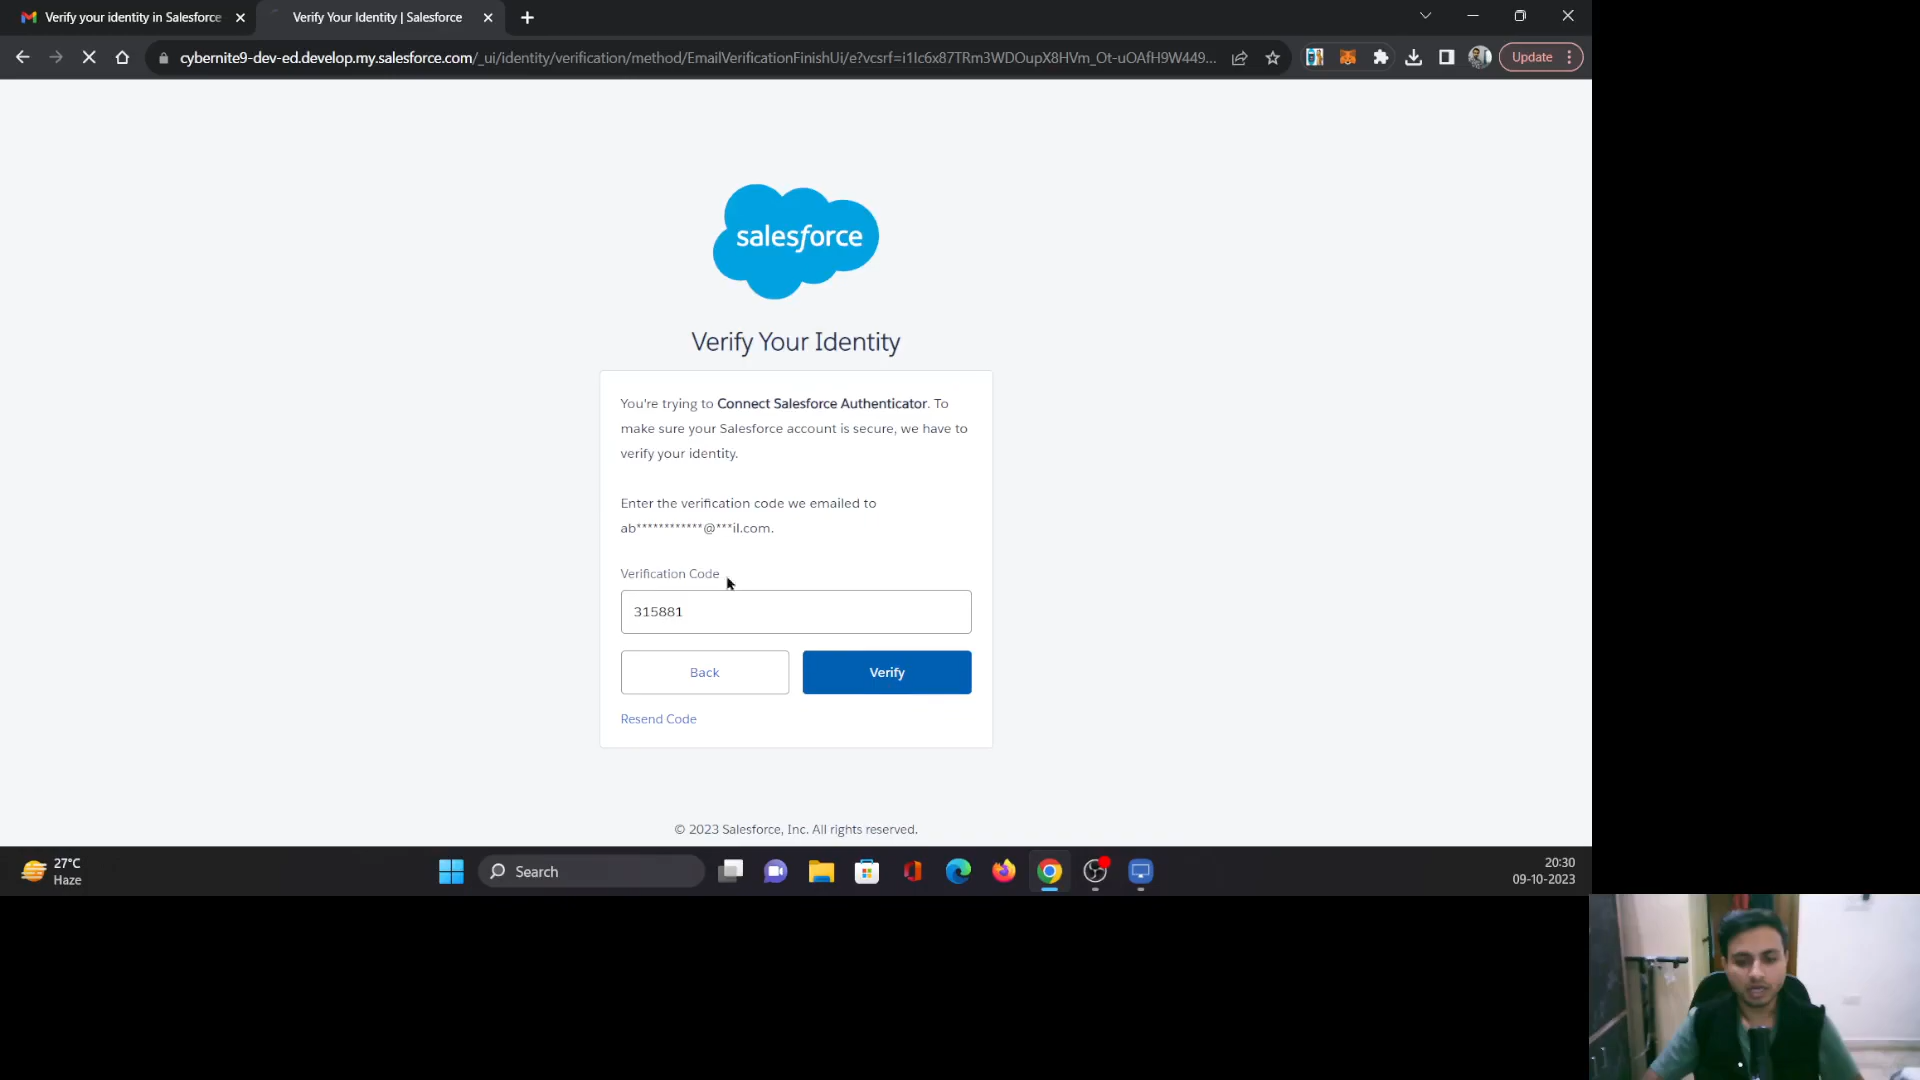 Verify your identity in Salesforce
Verify Your Identity | Salesforce
cybernite9-dev-ed.develop.my.salesforce.com/_ui/identity/verification/method/EmailVerificationFinishUi/e?vcsrf=i1Ic6x87TRm3WDOupX8HVm_Ot-uOAfH9W449...
Update
salesforce
Verify Your Identity
You're trying to Connect Salesforce Authenticator. To
make sure your Salesforce account is secure, we have to
verify your identity.
Enter the verification code we emailed to
ab************@***il.com.
Verification Code
315881
Back
Verify
Resend Code
© 2023 Salesforce, Inc. All rights reserved.
27°C
Haze
Search
20:30
09-10-2023